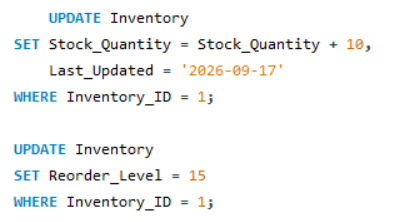 UPDATE Inventory
SET Stock_Quantity = Stock_Quantity + 10,
Last_Updated = '2026-09-17'
WHERE Inventory_ID = 1;
UPDATE Inventory
SET Reorder_Level = 15
WHERE Inventory_ID = 1;